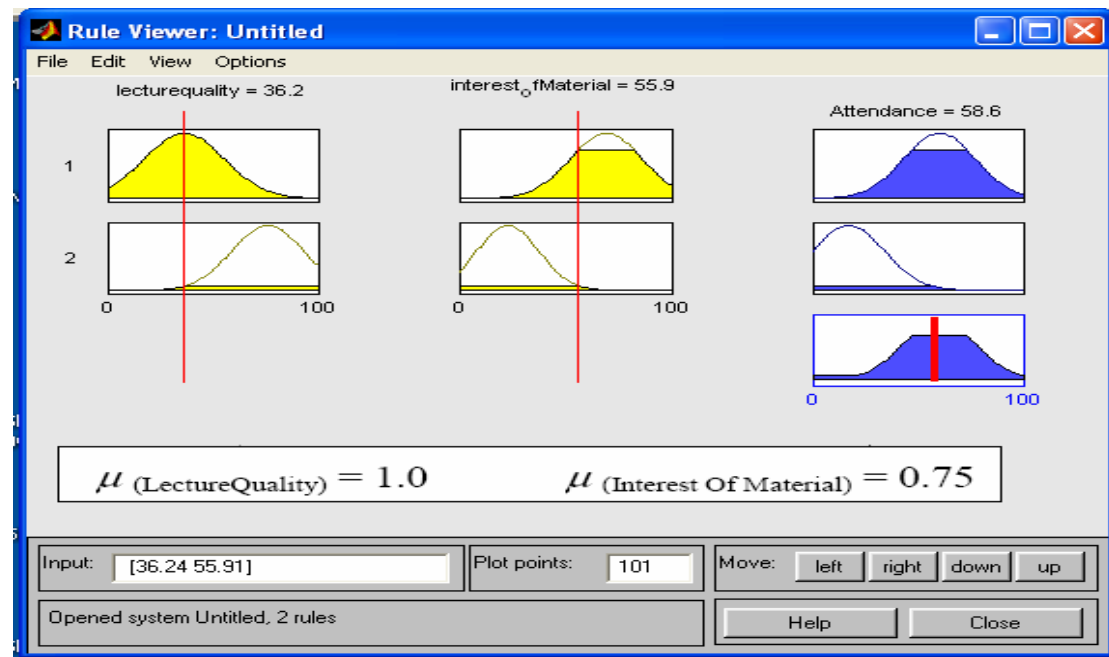 Rule Viewer: Untitled
File Edit View Options
lecturequality = 36.2
interest_ofMaterial = 55.9
Attendance = 58.6
1
2
0 100
0 100
0 100
μ (LectureQuality) = 1.0 μ (Interest Of Material) = 0.75
Input: [36.24 55.91] Plot points: 101 Move: left right down up
Opened system Untitled, 2 rules Help Close